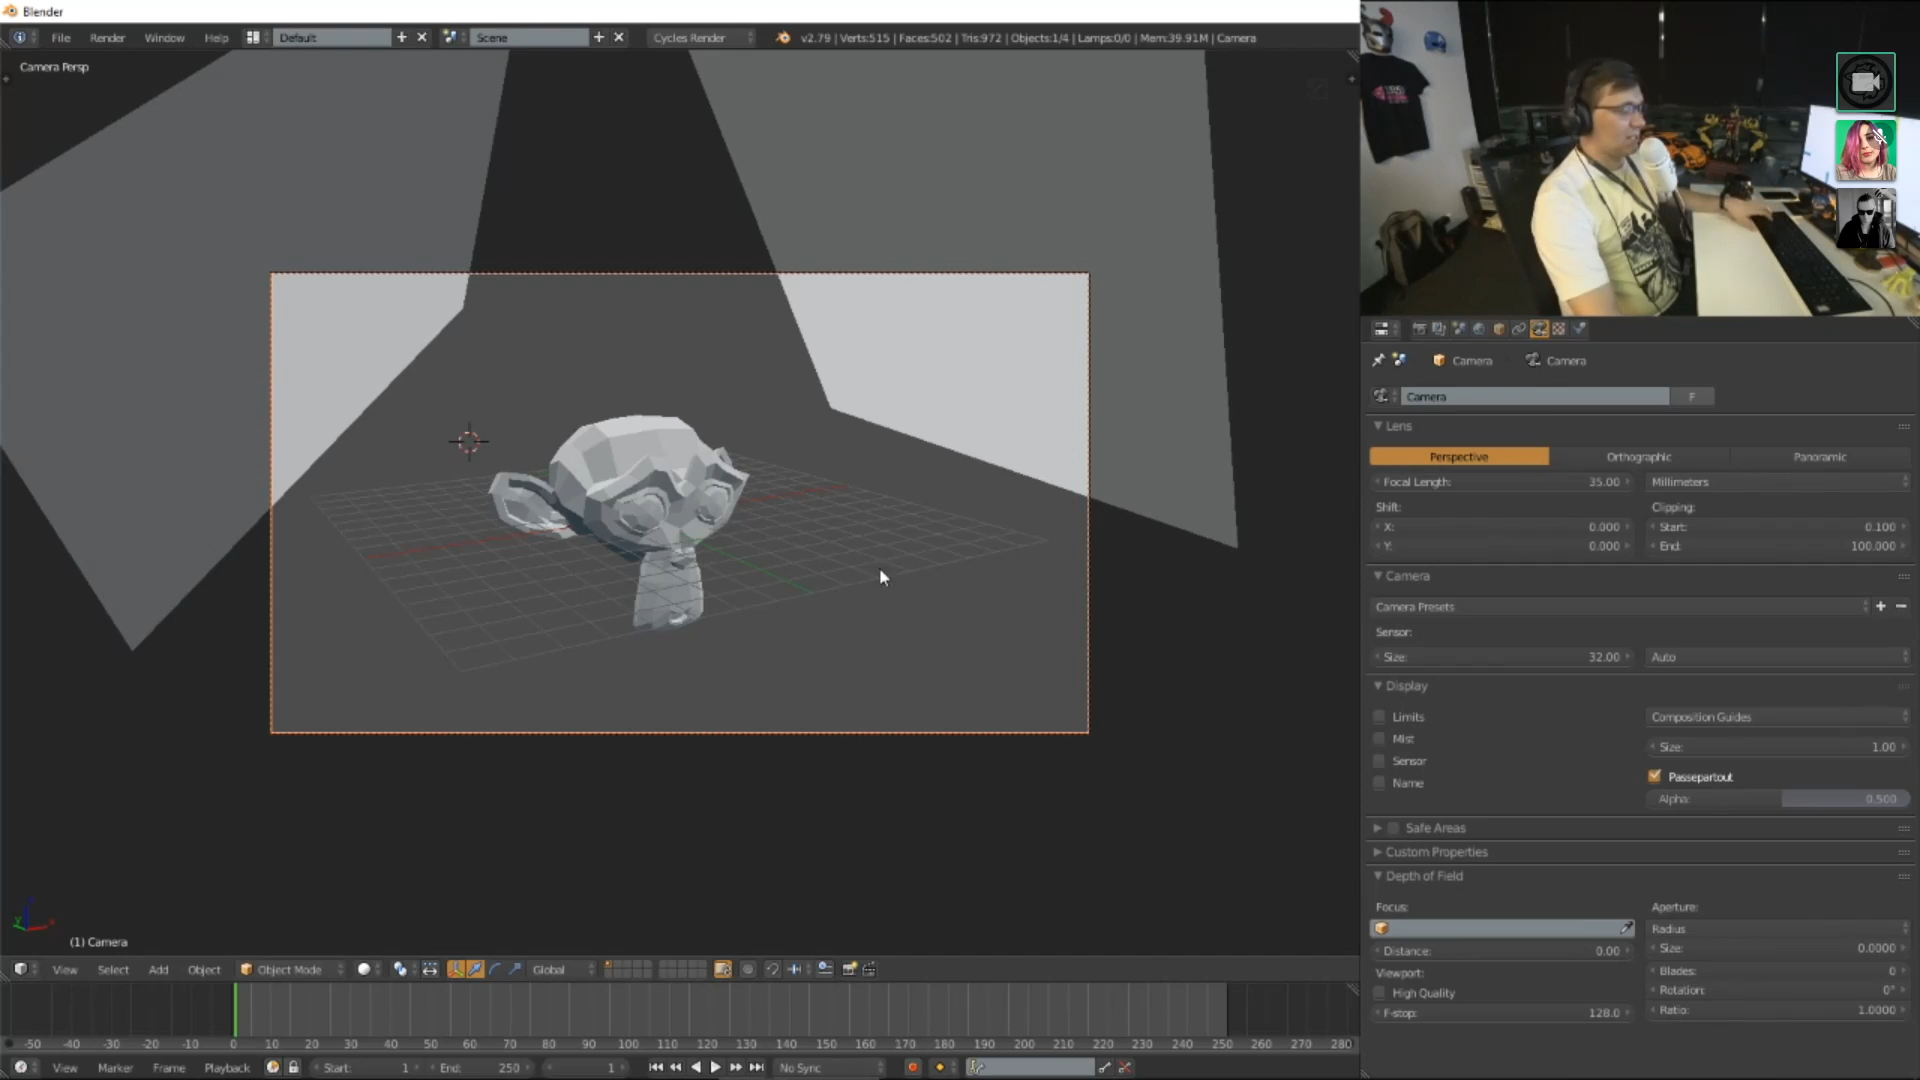 Blender
File Render Window Help Default Scene Cycles Render v2.79 | Verts:515 | Faces:502 | Tris:972 | Objects:1/4 | Lamps:0/0 | Mem:39.91M | Camera
Camera Persp
Camera Camera
Camera F
Lens
Perspective Orthographic Panoramic
Focal Length: 35.00 Millimeters
Shift: Clipping:
X: 0.000 Start: 0.100
Y: 0.000 End: 100.000
Camera
Camera Presets
Sensor:
Size: 32.00 Auto
Display
Limits Composition Guides
Mist
Size: 1.00
Sensor
Passepartout
Name
Alpha: 0.500
Safe Areas
Custom Properties
Depth of Field
Focus: Aperture:
Radius
Distance: 0.00 Size: 0.0000
Viewport: Blades: 0
High Quality Rotation: 0°
F-stop: 128.0 Ratio: 1.0000
(1) Camera
View Select Add Object Object Mode Global
-50 -40 -30 -20 -10 0 10 20 30 40 50 60 70 80 90 100 110 120 130 140 150 160 170 180 190 200 210 220 230 240 250 260 270 280
View Marker Frame Playback Start: 1 End: 250 1 No Sync